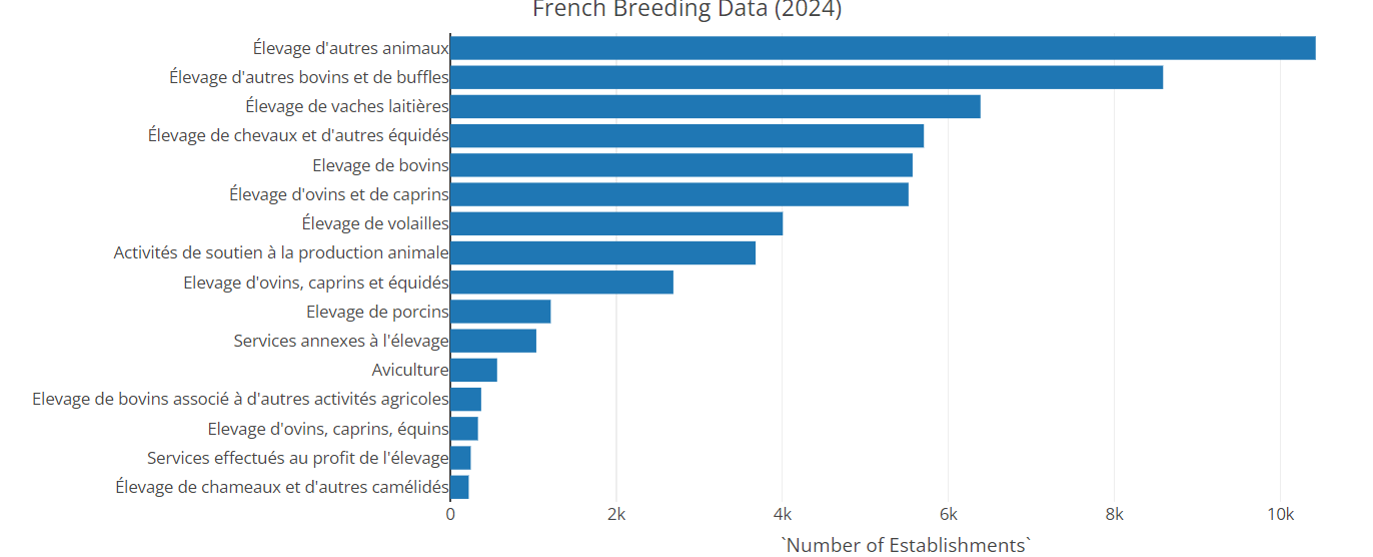 French Breeding Data (2024)
Élevage d'autres animaux
Élevage d'autres bovins et de buffles
Élevage de vaches laitières
Élevage de chevaux et d'autres équidés
Elevage de bovins
Élevage d'ovins et de caprins
Élevage de volailles
Activités de soutien à la production animale
Elevage d'ovins, caprins et équidés
Elevage de porcins
Services annexes à l'élevage
Aviculture
Elevage de bovins associé à d'autres activités agricoles
Elevage d'ovins, caprins, équins
Services effectués au profit de l'élevage
Élevage de chameaux et d'autres camélidés
0 2k 4k 6k 8k 10k
`Number of Establishments`